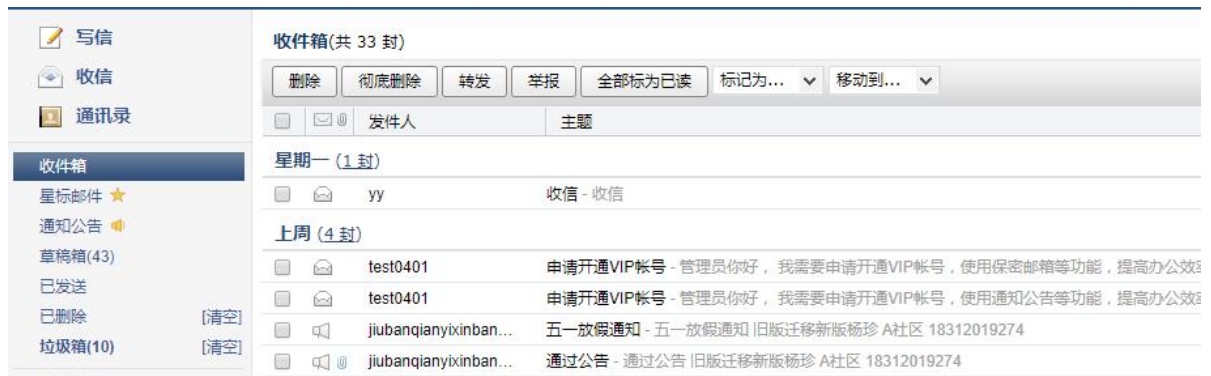 写信
收信
通讯录
收件箱
星标邮件
通知公告
草稿箱(43)
已发送
已删除 [清空]
垃圾箱(10) [清空]
收件箱(共 33 封)
删除 彻底删除 转发 举报 全部标为已读 标记为... 移动到...
发件人 主题
星期一 (1 封)
yy 收信 - 收信
上周 (4 封)
test0401 申请开通VIP帐号 - 管理员你好，我需要申请开通VIP帐号，使用保密邮箱等功能，提高办公效
test0401 申请开通VIP帐号 - 管理员你好，我需要申请开通VIP帐号，使用通知公告等功能，提高办公效
jiubanqianyixinban... 五一放假通知 - 五一放假通知 旧版迁移新版杨珍 A社区 18312019274
jiubanqianyixinban... 通过公告 - 通过公告 旧版迁移新版杨珍 A社区 18312019274